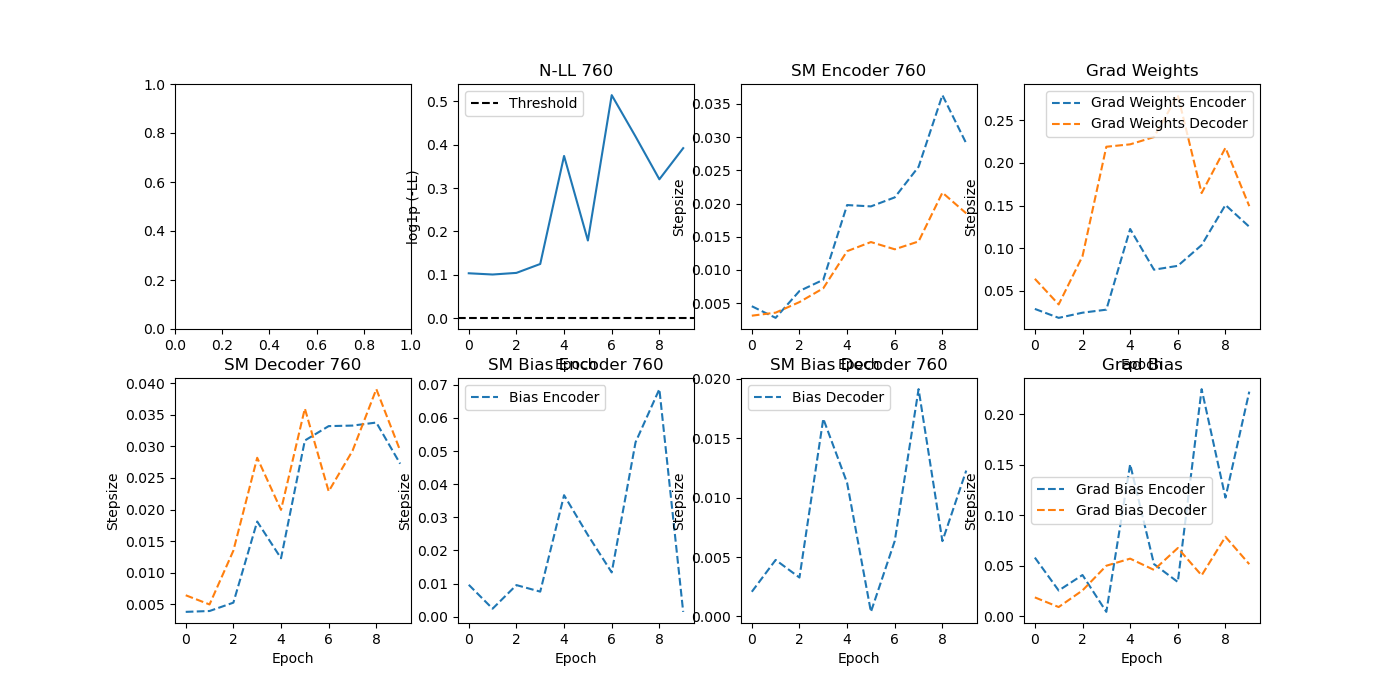 1.0
0.8
0.6
0.4
0.2
0.0
0.0 0.2 0.4 0.6 0.8 1.0
N-LL 760
Threshold
log1p (-LL)
0.5
0.4
0.3
0.2
0.1
0.0
0 2 4 6 8
Epoch
SM Encoder 760
Stepsize
0.035
0.030
0.025
0.020
0.015
0.010
0.005
0 2 4 6 8
Epoch
Grad Weights
Grad Weights Encoder
Grad Weights Decoder
Stepsize
0.25
0.20
0.15
0.10
0.05
0 2 4 6 8
Epoch
SM Decoder 760
Stepsize
0.040
0.035
0.030
0.025
0.020
0.015
0.010
0.005
0 2 4 6 8
Epoch
SM Bias Encoder 760
Bias Encoder
Stepsize
0.07
0.06
0.05
0.04
0.03
0.02
0.01
0.00
0 2 4 6 8
Epoch
SM Bias Decoder 760
Bias Decoder
Stepsize
0.020
0.015
0.010
0.005
0.000
0 2 4 6 8
Epoch
Grad Bias
Grad Bias Encoder
Grad Bias Decoder
Stepsize
0.20
0.15
0.10
0.05
0.00
0 2 4 6 8
Epoch